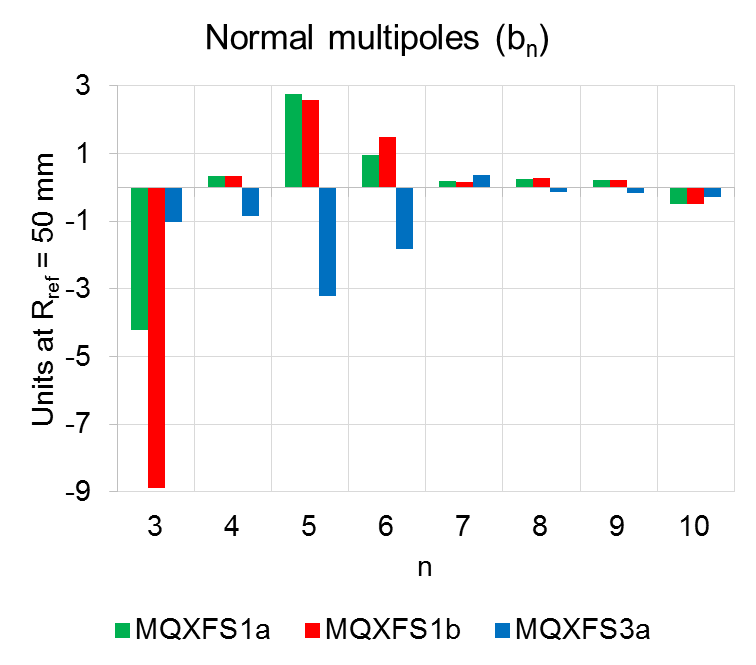 Normal multipoles (bn)
Units at Rref = 50 mm
3
1
-1
-3
-5
-7
-9
3 4 5 6 7 8 9 10
n
MQXFS1a MQXFS1b MQXFS3a